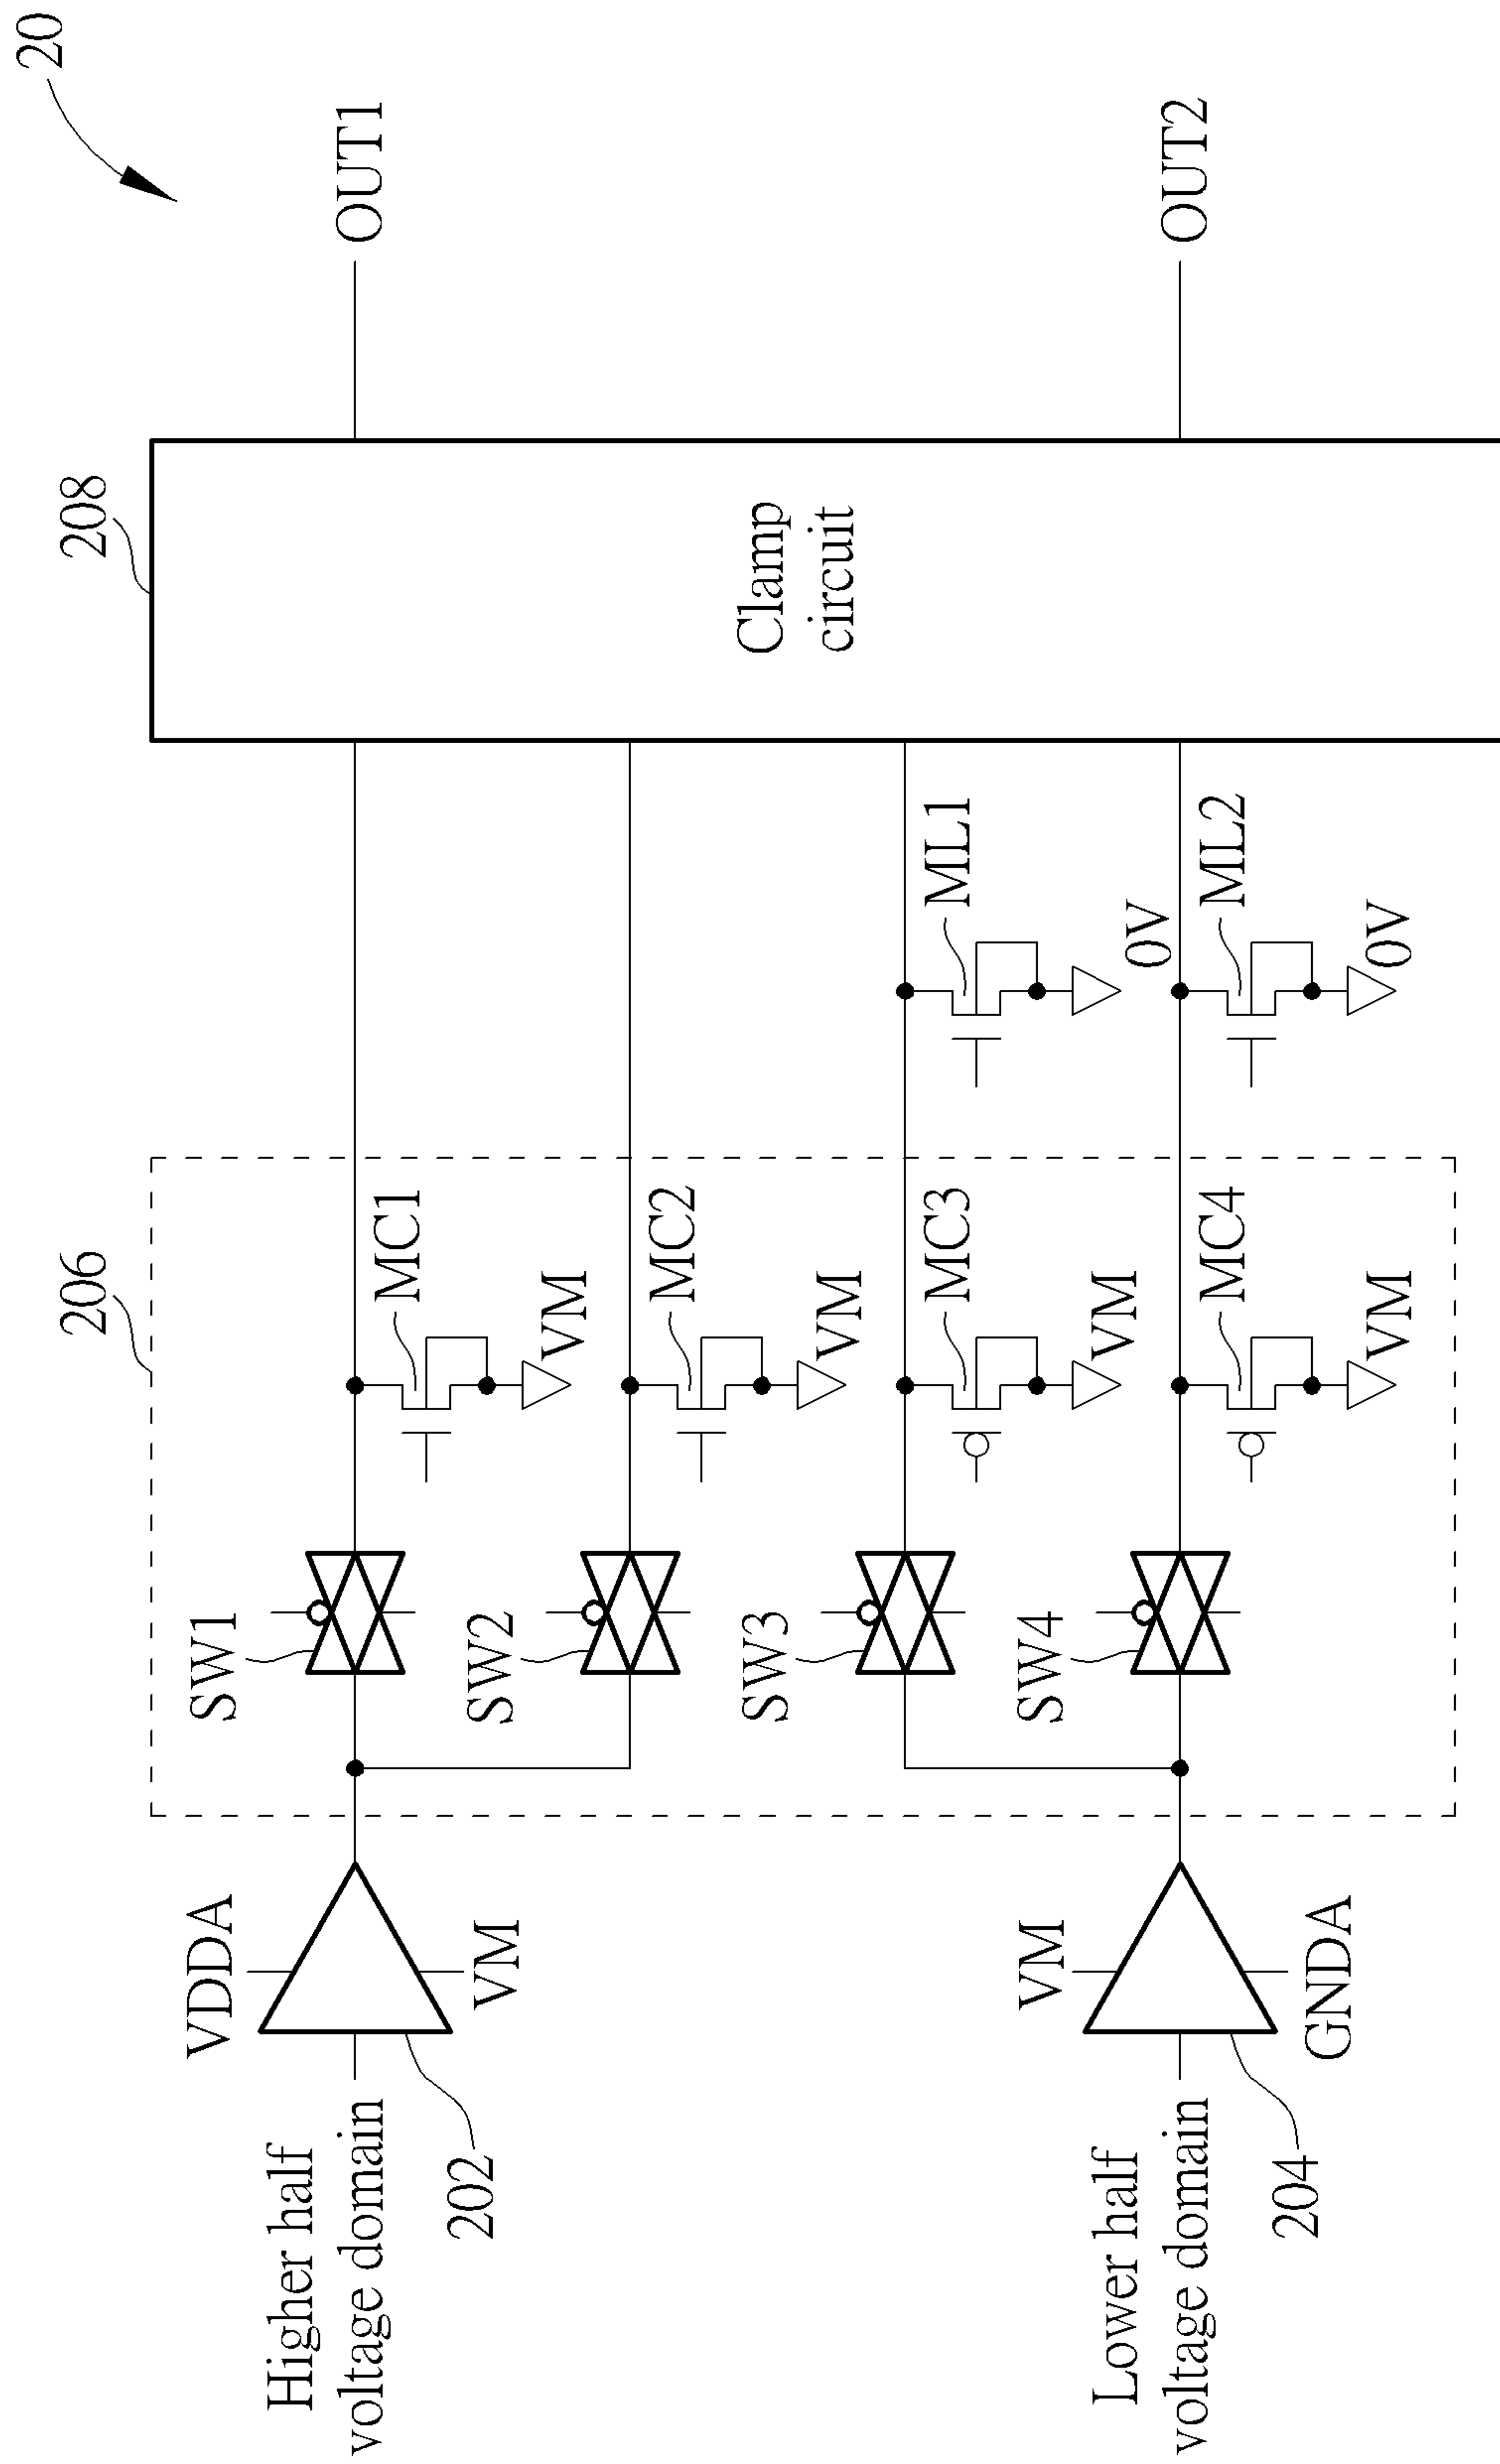 20
206
208
VDDA
SW1
MC1
OUT1
Higher half
voltage domain
VM
202
VM
SW2
MC2
Clamp
circuit
VM
SW3
MC3
ML1
VM
VM
0V
Lower half
voltage domain
SW4
MC4
ML2
OUT2
GNDA
204
VM
0V